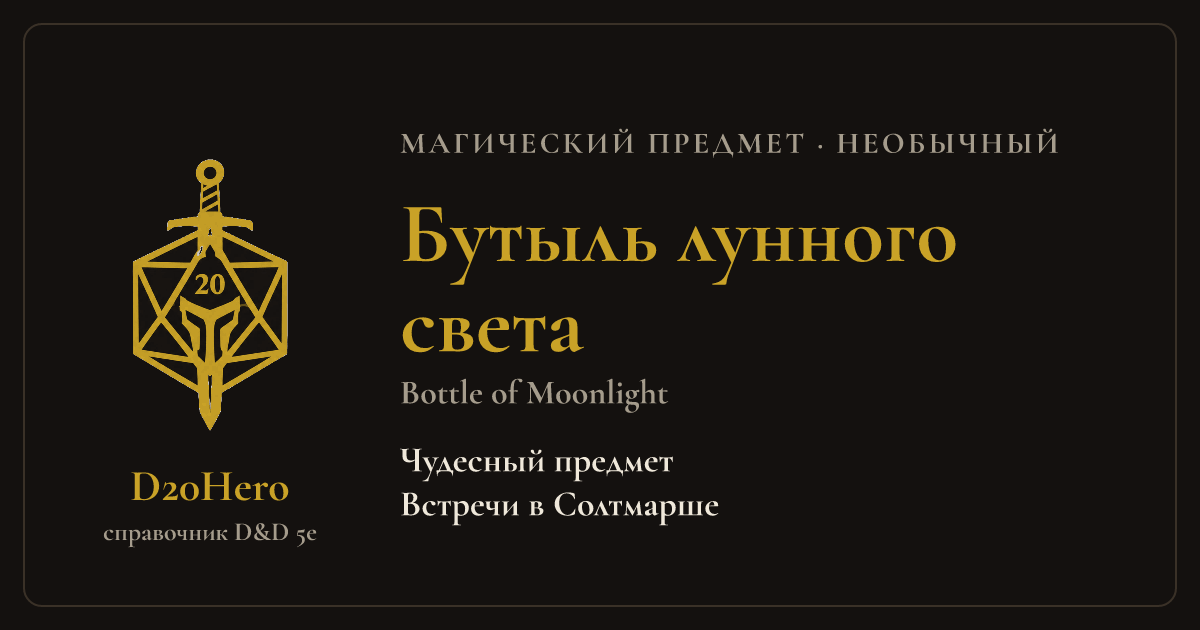 МАГИЧЕСКИЙ ПРЕДМЕТ · НЕОБЫЧНЫЙ
Бутыль лунного
света
Bottle of Moonlight
Чудесный предмет
Встречи в Солтмарше
20
D20Hero
справочник D&D 5e